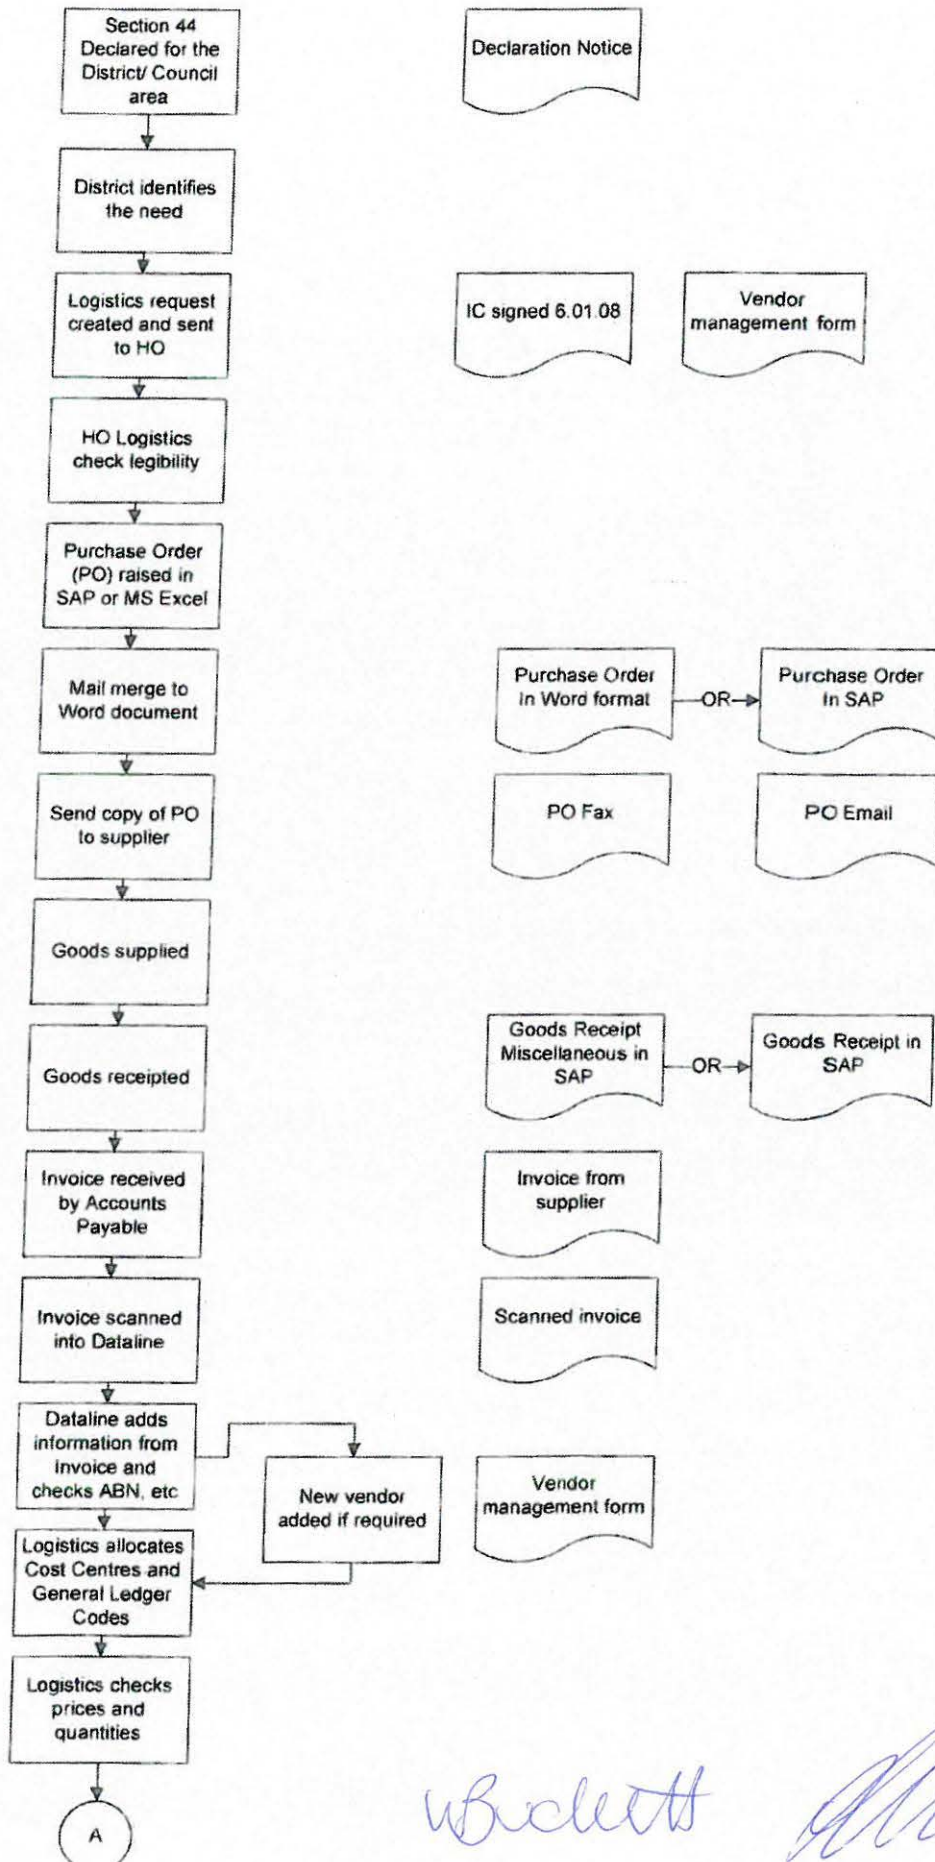 Section 44
Declared for the
District/ Council
area
Declaration Notice
District identifies
the need
Logistics request
created and sent
to HO
IC signed 6.01.08
Vendor
management form
HO Logistics
check legibility
Purchase Order
(PO) raised in
SAP or MS Excel
Mail merge to
Word document
Purchase Order
In Word format
OR
Purchase Order
In SAP
Send copy of PO
to supplier
PO Fax
PO Email
Goods supplied
Goods receipted
Goods Receipt
Miscellaneous in
SAP
OR
Goods Receipt in
SAP
Invoice received
by Accounts
Payable
Invoice from
supplier
Invoice scanned
into Dataline
Scanned invoice
Dataline adds
information from
Invoice and
checks ABN, etc
New vendor
added if required
Vendor
management form
Logistics allocates
Cost Centres and
General Ledger
Codes
Logistics checks
prices and
quantities
A